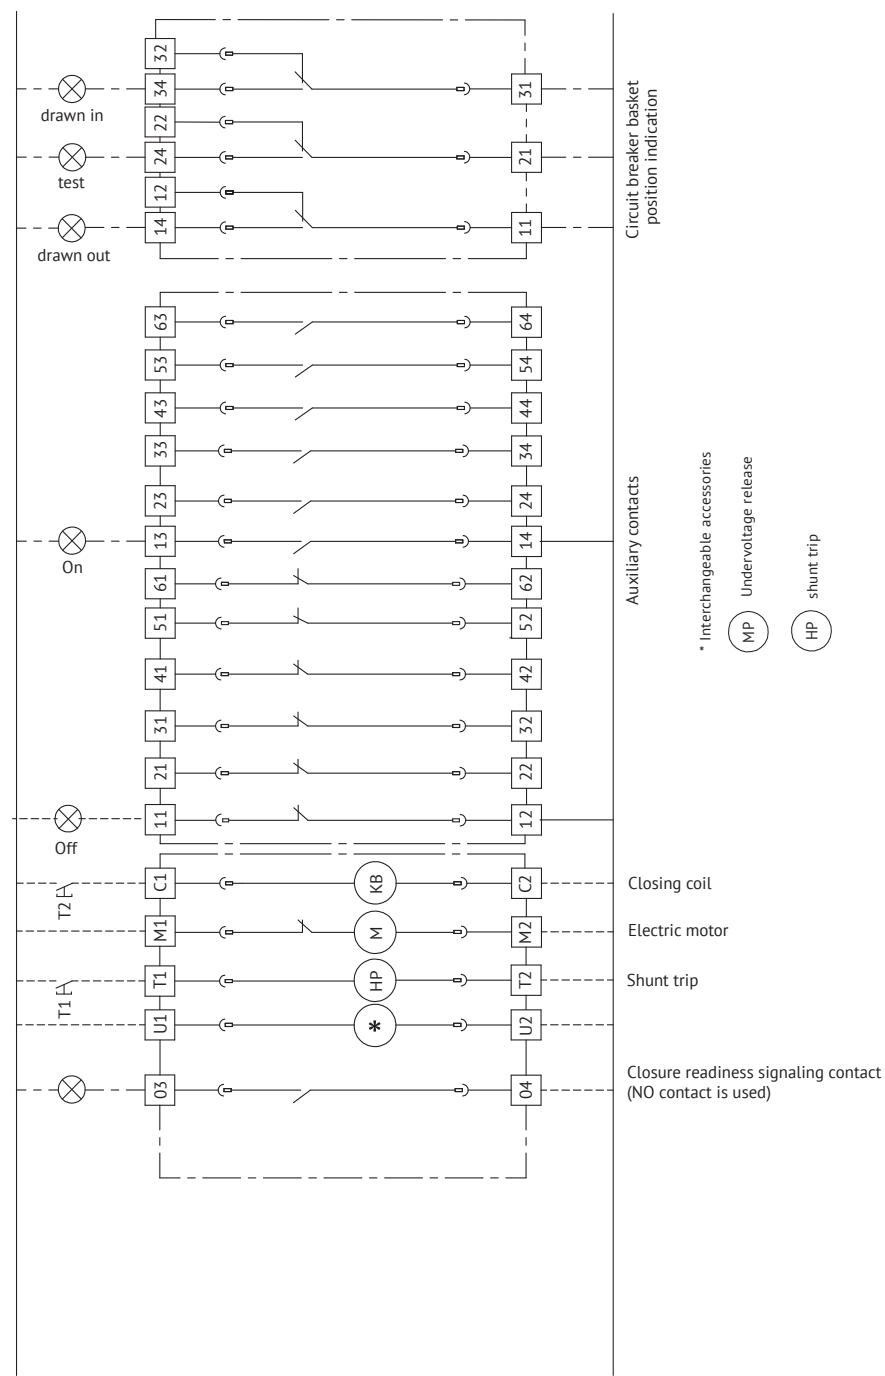 32
34
31
drawn in
22
24
21
test
12
14
11
drawn out
Circuit breaker basket
position indication
63
64
53
54
43
44
33
34
23
24
13
14
On
61
62
51
52
41
42
31
32
21
22
11
12
Off
Auxiliary contacts
* Interchangeable accessories
MP Undervoltage release
HP shunt trip
C1
KB
C2
Closing coil
T2
M1
M
M2
Electric motor
T1
HP
T2
Shunt trip
T1
U1
*
U2
03
04
Closure readiness signaling contact
(NO contact is used)